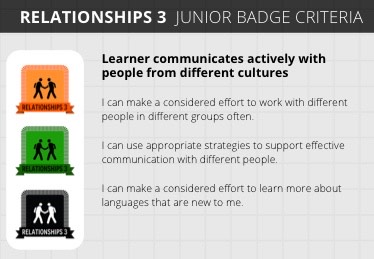 RELATIONSHIPS 3 JUNIOR BADGE CRITERIA
Learner communicates actively with
people from different cultures
RELATIONSHIPS 3
I can make a considered effort to work with different
people in different groups often.
RELATIONSHIPS 3
I can use appropriate strategies to support effective
communication with different people.
I can make a considered effort to learn more about
languages that are new to me.
RELATIONSHIPS 3